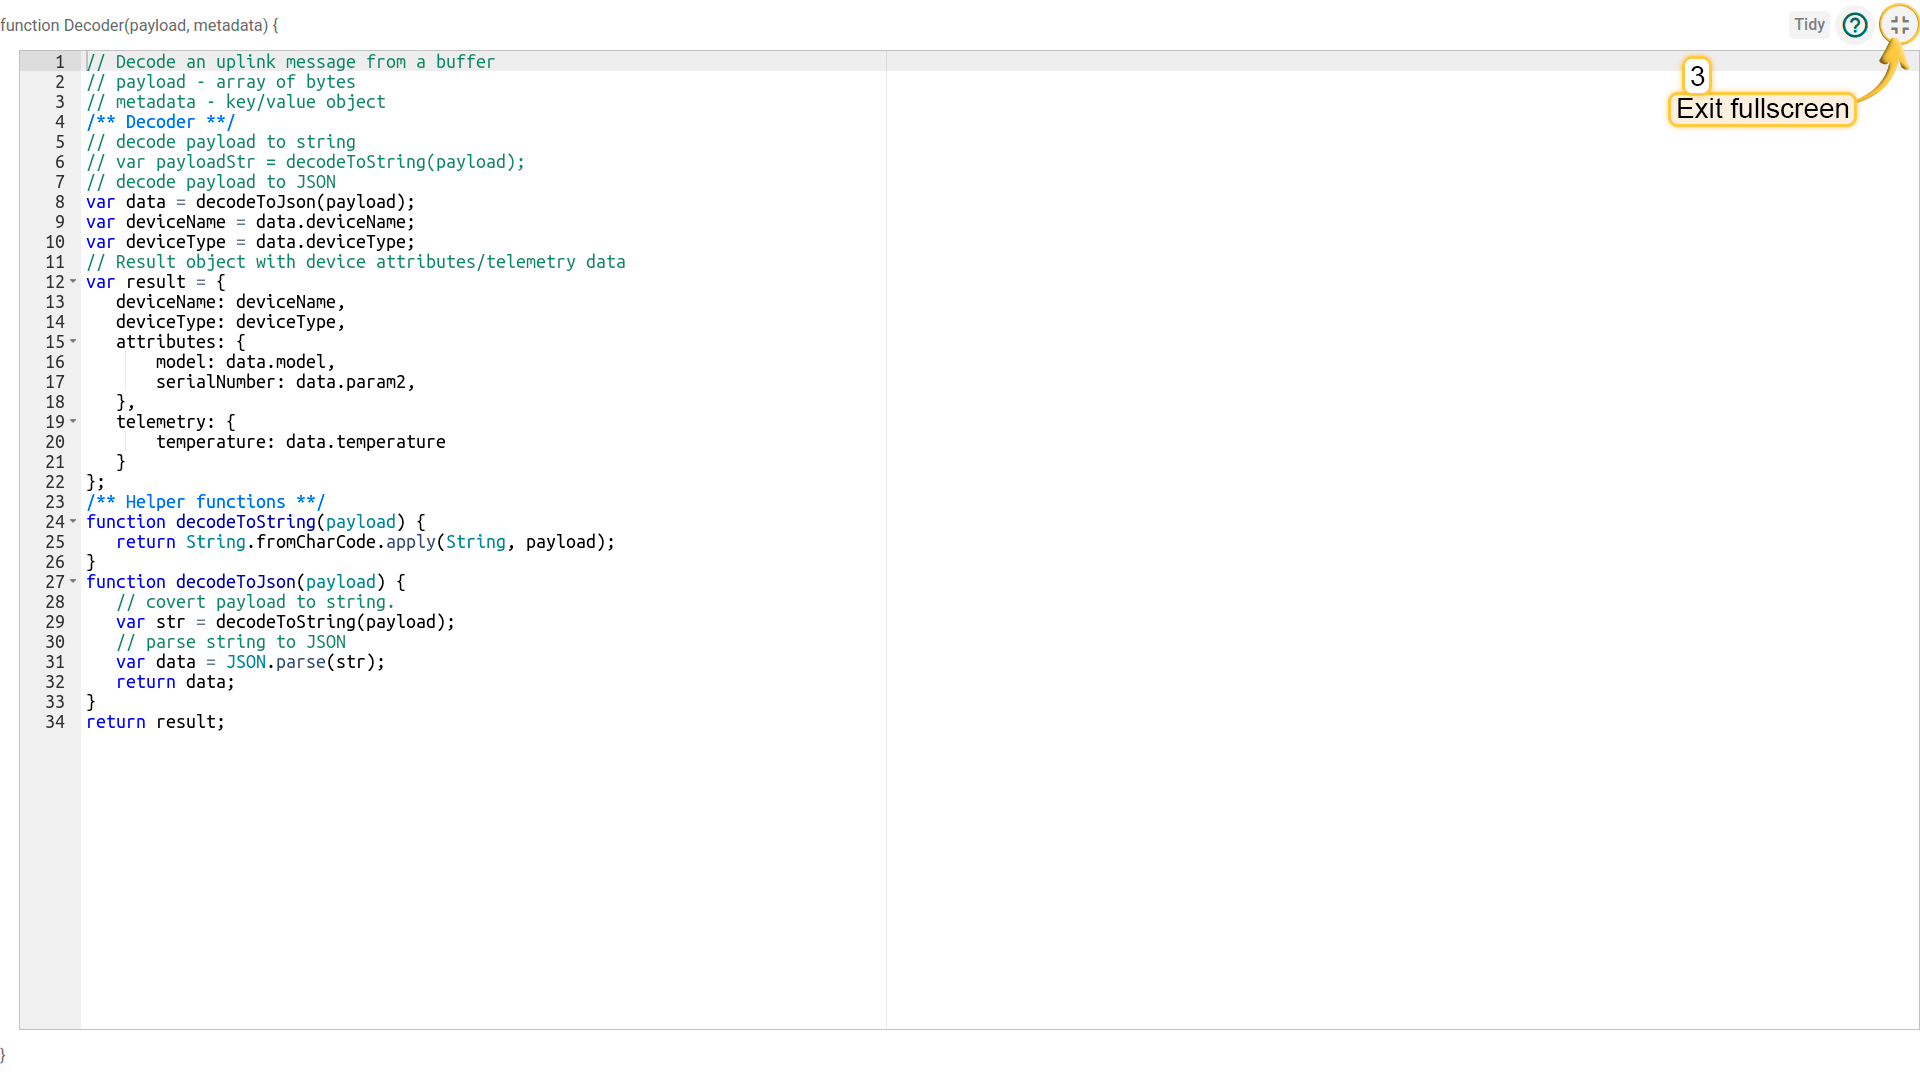 function Decoder(payload, metadata) {
Tidy
3
Exit fullscreen
1 // Decode an uplink message from a buffer
2 // payload - array of bytes
3 // metadata - key/value object
4 /** Decoder **/
5 // decode payload to string
6 // var payloadStr = decodeToString(payload);
7 // decode payload to JSON
8 var data = decodeToJson(payload);
9 var deviceName = data.deviceName;
10 var deviceType = data.deviceType;
11 // Result object with device attributes/telemetry data
12 var result = {
13    deviceName: deviceName,
14    deviceType: deviceType,
15    attributes: {
16        model: data.model,
17        serialNumber: data.param2,
18    },
19    telemetry: {
20        temperature: data.temperature
21    }
22 };
23 /** Helper functions **/
24 function decodeToString(payload) {
25    return String.fromCharCode.apply(String, payload);
26 }
27 function decodeToJson(payload) {
28    // covert payload to string.
29    var str = decodeToString(payload);
30    // parse string to JSON
31    var data = JSON.parse(str);
32    return data;
33 }
34 return result;
}